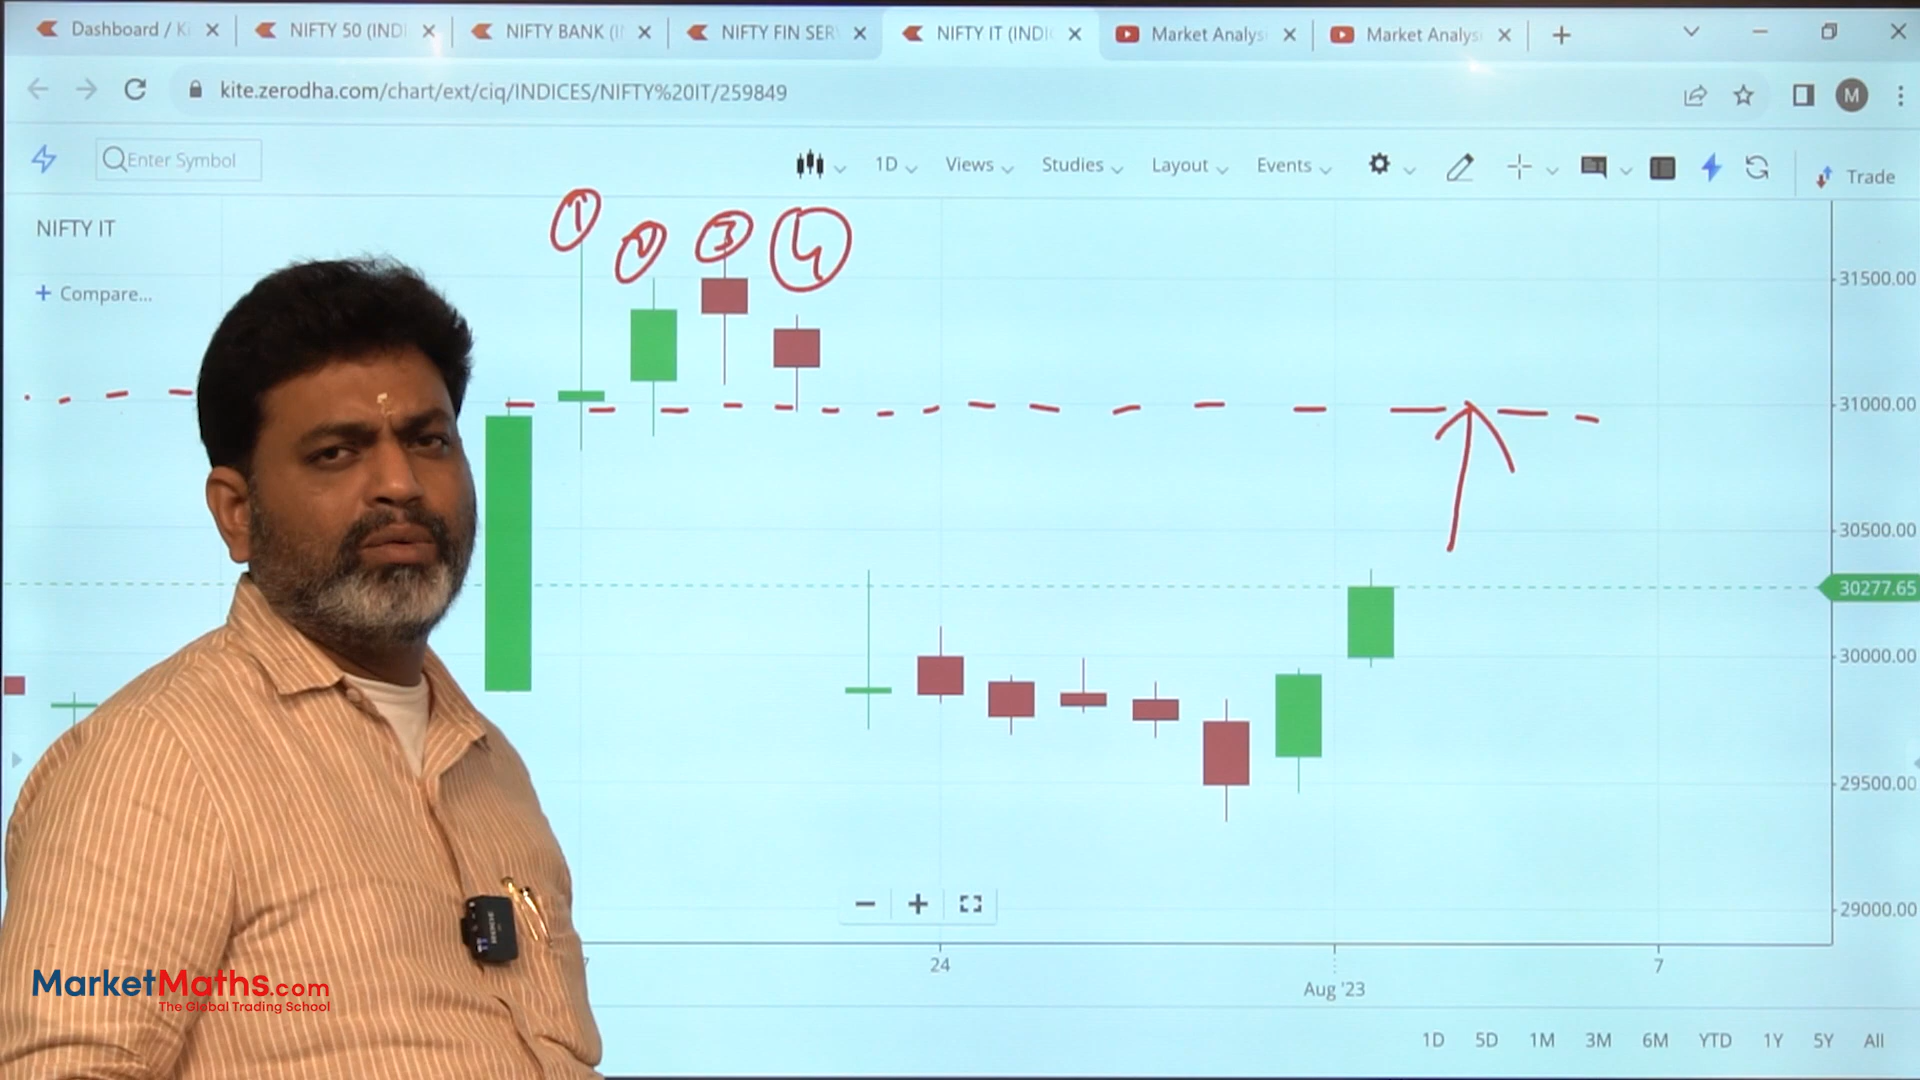 Dashboard / Ki
NIFTY 50 (INDI
NIFTY BANK (I
NIFTY FIN SER
NIFTY IT (INDI
Market Analys
Market Analys
kite.zerodha.com/chart/ext/ciq/INDICES/NIFTY%20IT/259849
M
Enter Symbol
1D
Views
Studies
Layout
Events
Trade
NIFTY IT
+ Compare...
1
3
4
31500.00
31000.00
30500.00
30277.65
30000.00
29500.00
29000.00
24
7
Aug '23
MarketMaths.com
The Global Trading School
1D 5D 1M 3M 6M YTD 1Y 5Y All